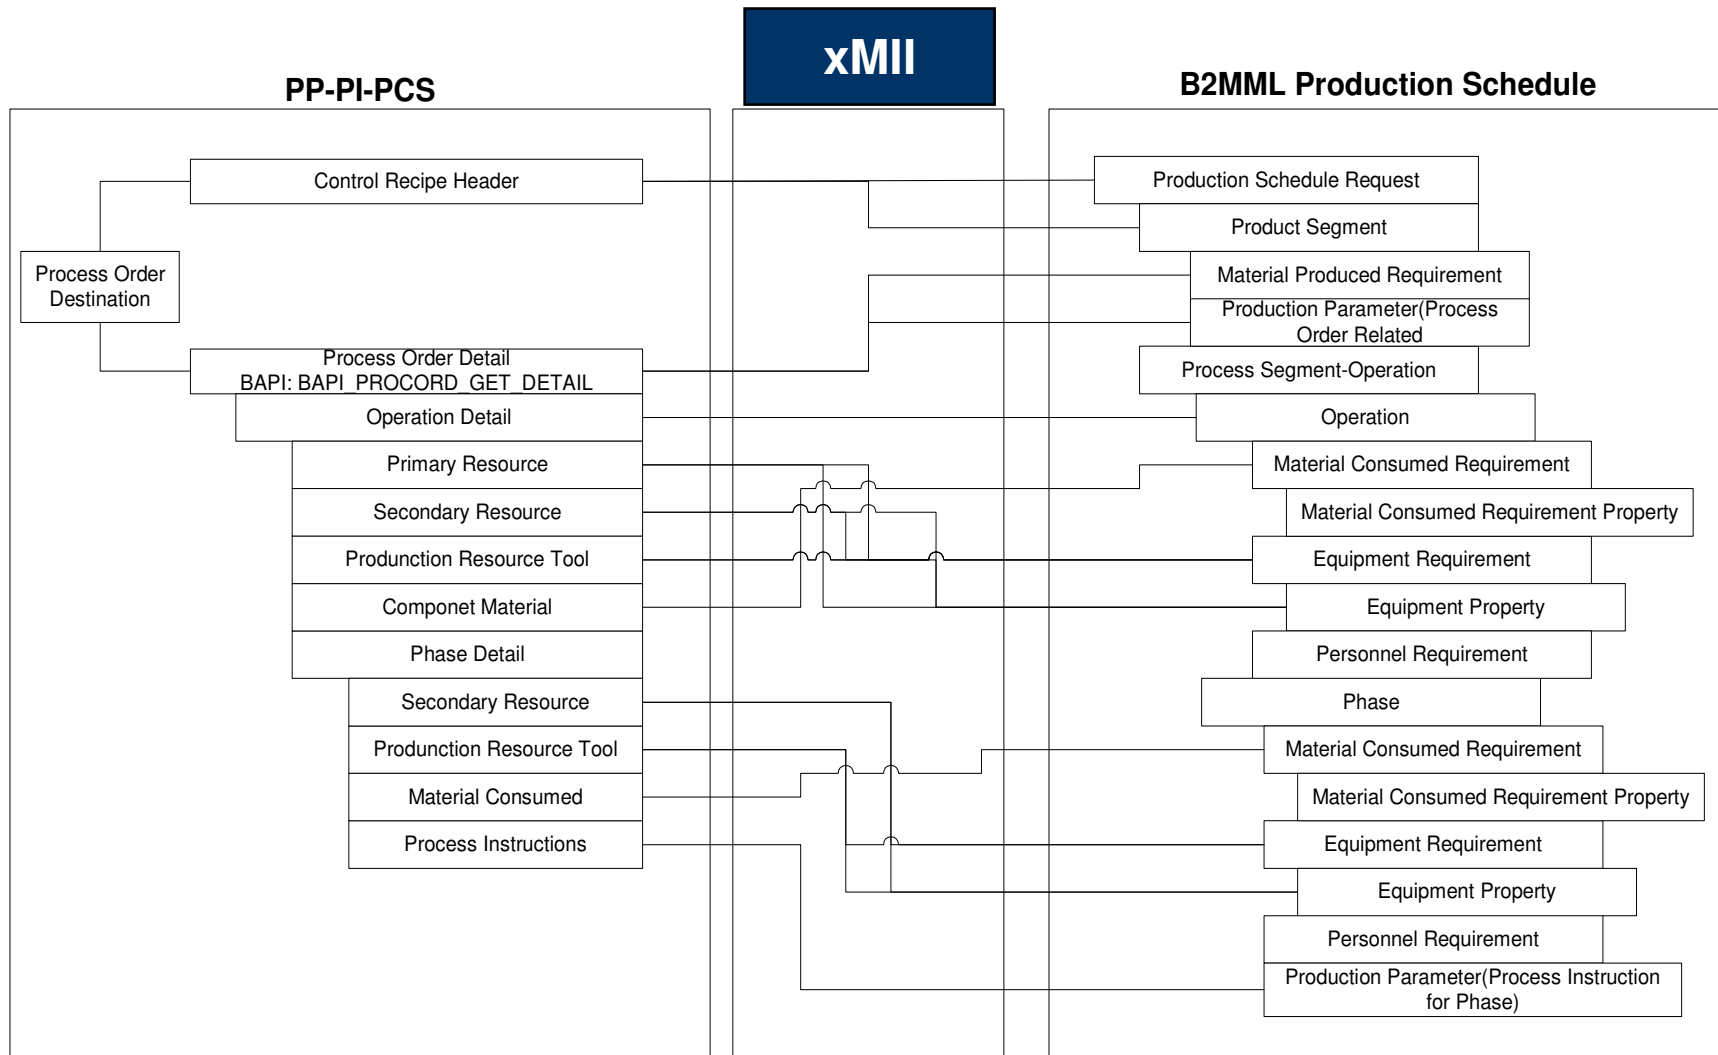 xMII
PP-PI-PCS
B2MML Production Schedule
Control Recipe Header
Process Order
Destination
Process Order Detail
BAPI: BAPI_PROCORD_GET_DETAIL
Operation Detail
Primary Resource
Secondary Resource
Produnction Resource Tool
Componet Material
Phase Detail
Secondary Resource
Produnction Resource Tool
Material Consumed
Process Instructions
Production Schedule Request
Product Segment
Material Produced Requirement
Production Parameter(Process
Order Related
Process Segment-Operation
Operation
Material Consumed Requirement
Material Consumed Requirement Property
Equipment Requirement
Equipment Property
Personnel Requirement
Phase
Material Consumed Requirement
Material Consumed Requirement Property
Equipment Requirement
Equipment Property
Personnel Requirement
Production Parameter(Process Instruction
for Phase)